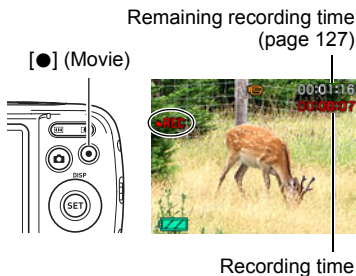 Remaining recording time
(page 127)
[●] (Movie)
00:01:16
00:00:07
●REC
DISP
SET
Recording time